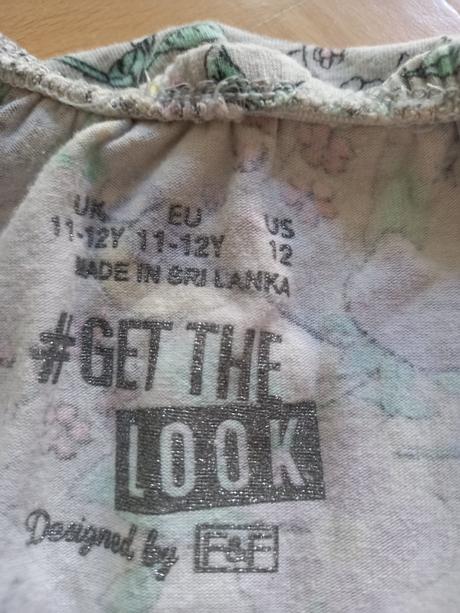 UK EU US
11-12Y 11-12Y 12
MADE IN SRI LANKA
#GET THE
LOOK
Designed by F&F